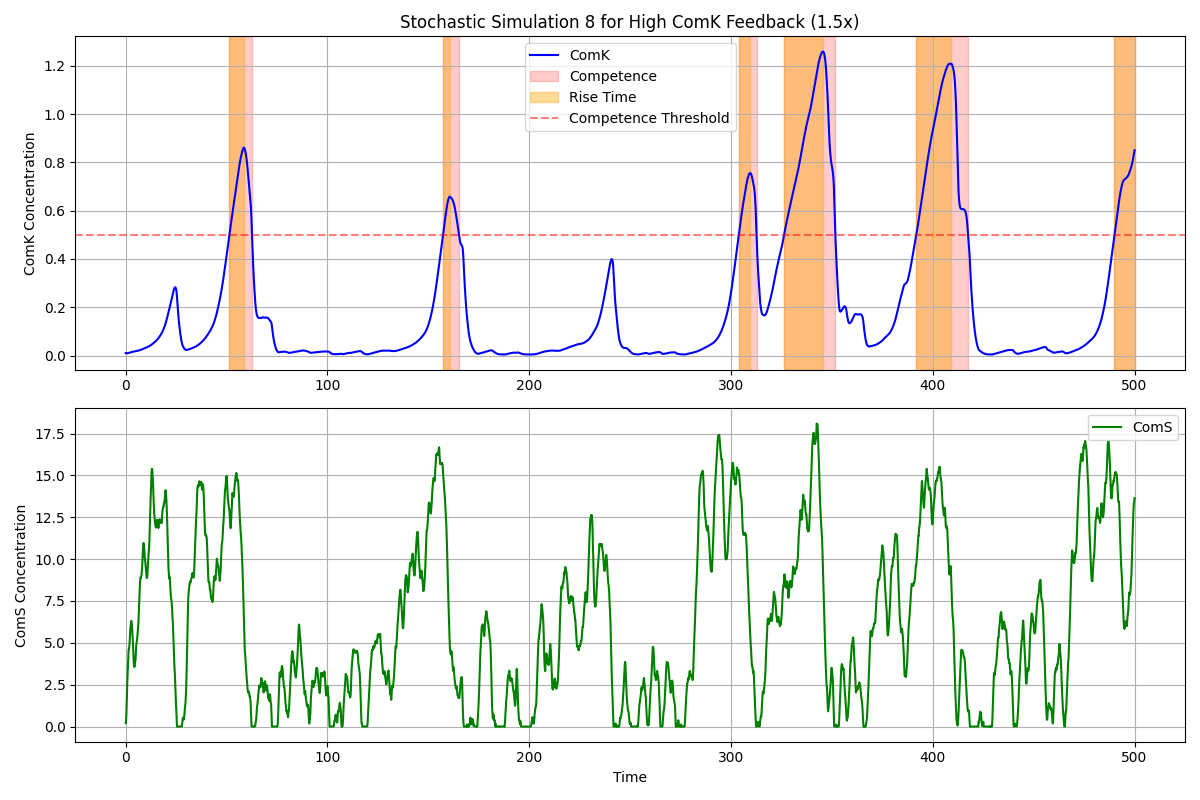 Stochastic Simulation 8 for High ComK Feedback (1.5x)
ComK
Competence
Rise Time
Competence Threshold
ComK Concentration
1.2
1.0
0.8
0.6
0.4
0.2
0.0
0 100 200 300 400 500
ComS
ComS Concentration
17.5
15.0
12.5
10.0
7.5
5.0
2.5
0.0
0 100 200 300 400 500
Time